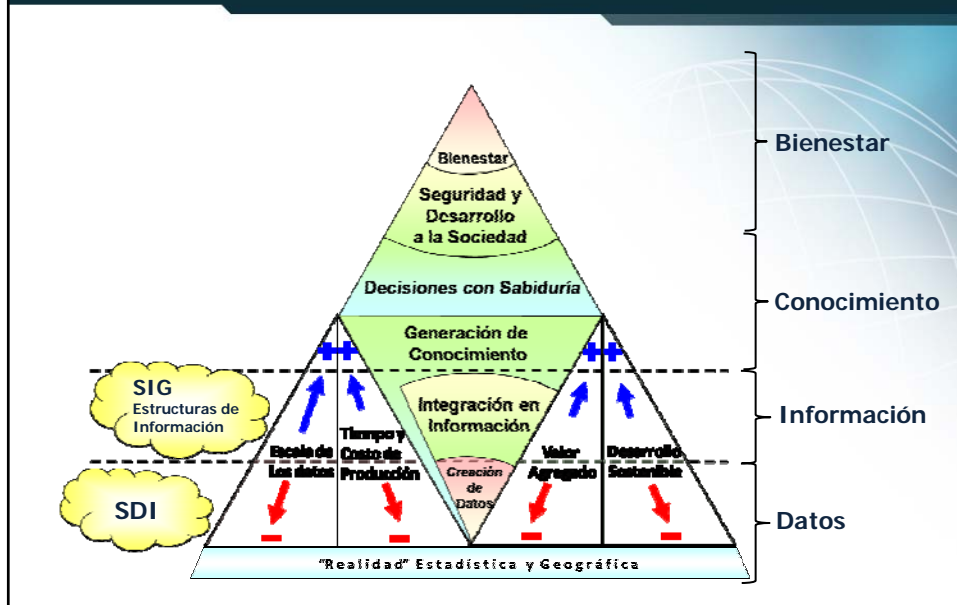 Bienestar
Seguridad y
Desarrollo
a la Sociedad
Decisiones con Sabiduría
Generación de
Conocimiento
Integración en
Información
Creación
de
Datos
Escala de
Los datos
Tiempo y
Costo de
Producción
Valor
Agregado
Desarrollo
Sostenible
"Realidad" Estadística y Geográfica
SIG
Estructuras de
Información
SDI
Bienestar
Conocimiento
Información
Datos